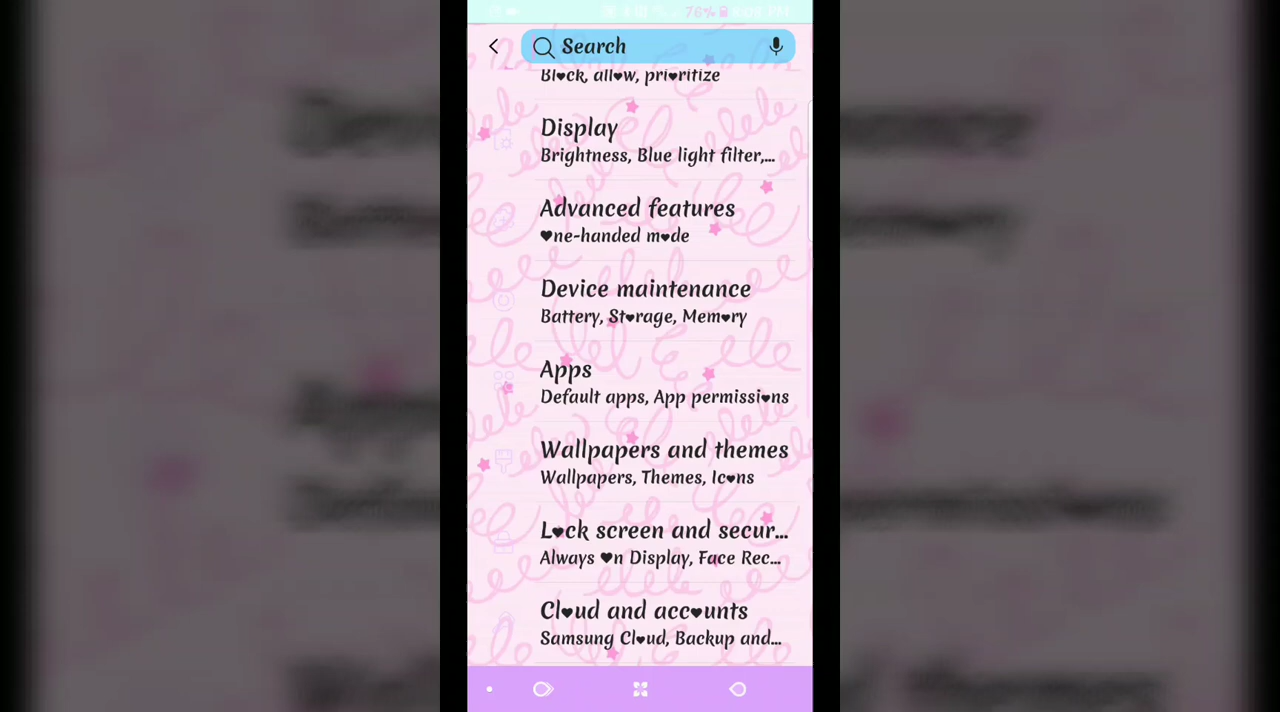 76%
Search
Bl♥ck, all♥w, pri♥ritize
Display
Brightness, Blue light filter,...
Advanced features
♥ne-handed m♥de
Device maintenance
Battery, St♥rage, Mem♥ry
Apps
Default apps, App permissi♥ns
Wallpapers and themes
Wallpapers, Themes, Ic♥ns
L♥ck screen and secur...
Always ♥n Display, Face Rec...
Cl♥ud and acc♥unts
Samsung Cl♥ud, Backup and...